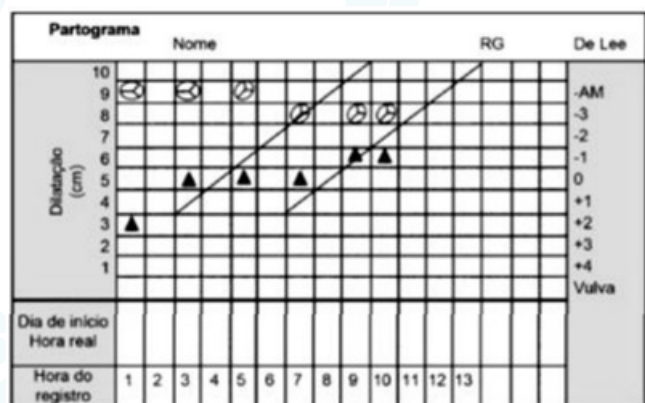 Partograma
Nome RG De Lee
Dilatação
(cm)
10
9 -AM
8 -3
7 -2
6 -1
5 0
4 +1
3 +2
2 +3
1 +4
Vulva
Dia de início
Hora real
Hora do
registro 1 2 3 4 5 6 7 8 9 10 11 12 13